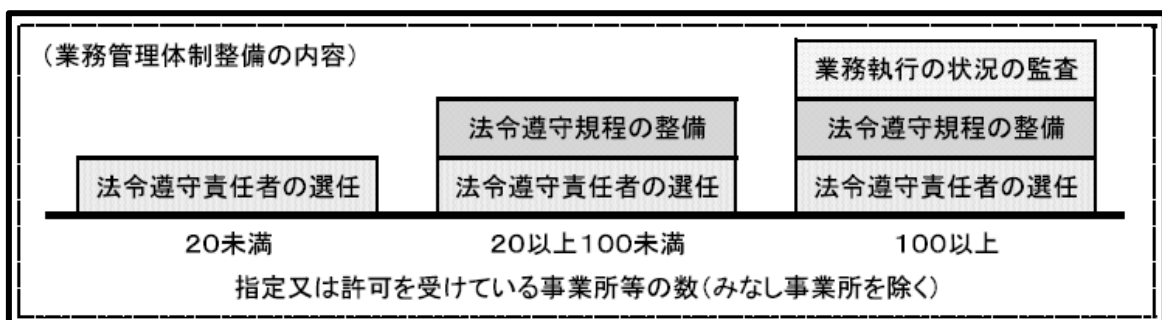 （業務管理体制整備の内容）
業務執行の状況の監査
法令遵守規程の整備
法令遵守規程の整備
法令遵守責任者の選任
法令遵守責任者の選任
法令遵守責任者の選任
20未満
20以上100未満
100以上
指定又は許可を受けている事業所等の数（みなし事業所を除く）